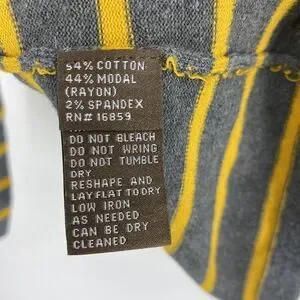 54% COTTON
44% MODAL
(RAYON)
2% SPANDEX
RN# 16859
DO NOT BLEACH
DO NOT WRING
DO NOT TUMBLE
DRY
RESHAPE AND
LAY FLAT TO DRY
LOW IRON
AS NEEDED
CAN BE DRY
CLEANED